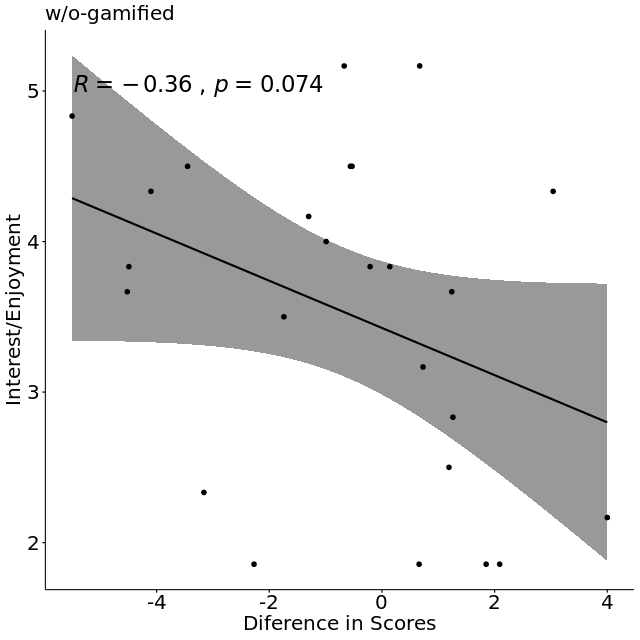 w/o-gamified
R = −0.36 , p = 0.074
5
4
3
2
Interest/Enjoyment
-4 -2 0 2 4
Diference in Scores